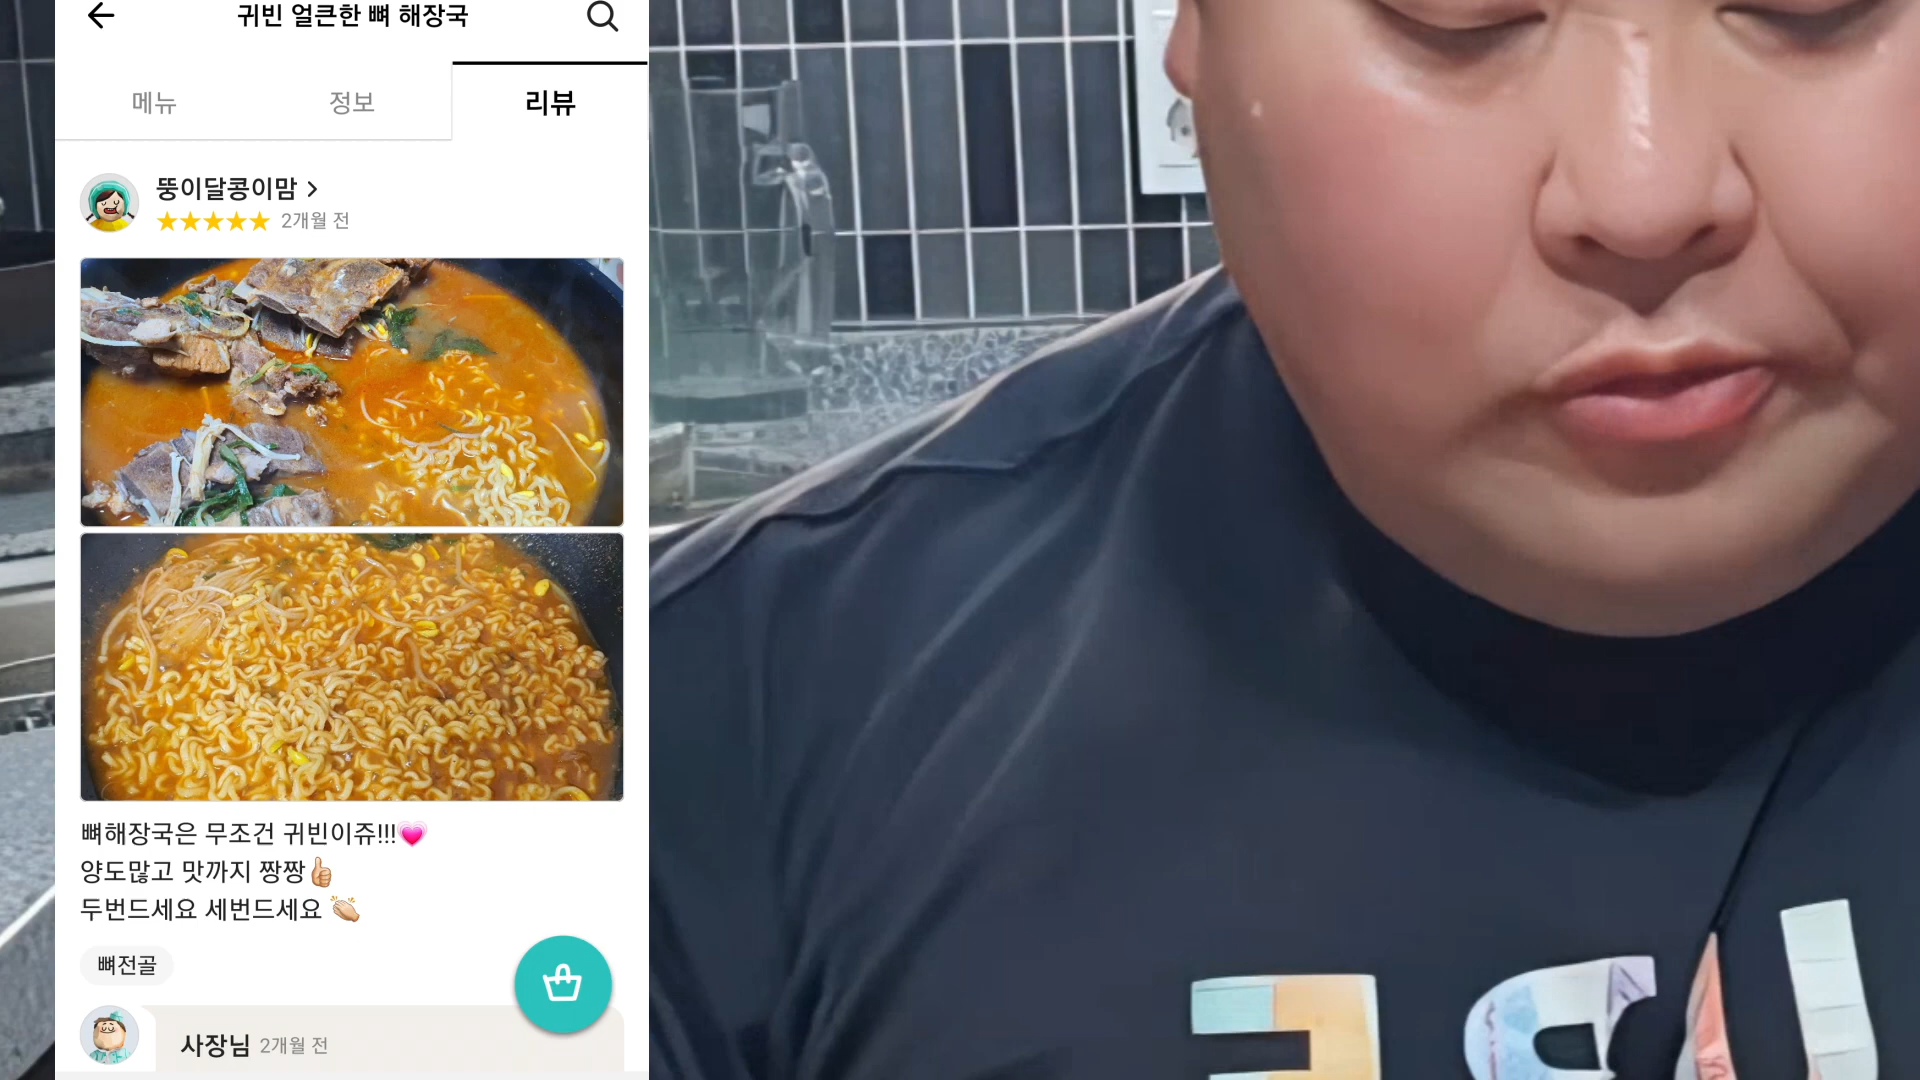 귀빈 얼큰한 뼈 해장국
메뉴
정보
리뷰
뚱이달콩이맘 >
★★★★★ 2개월 전
뼈해장국은 무조건 귀빈이쥬!!!💗
양도많고 맛까지 짱짱👍🏼
두번드세요 세번드세요 👏🏼
뼈전골
사장님 2개월 전